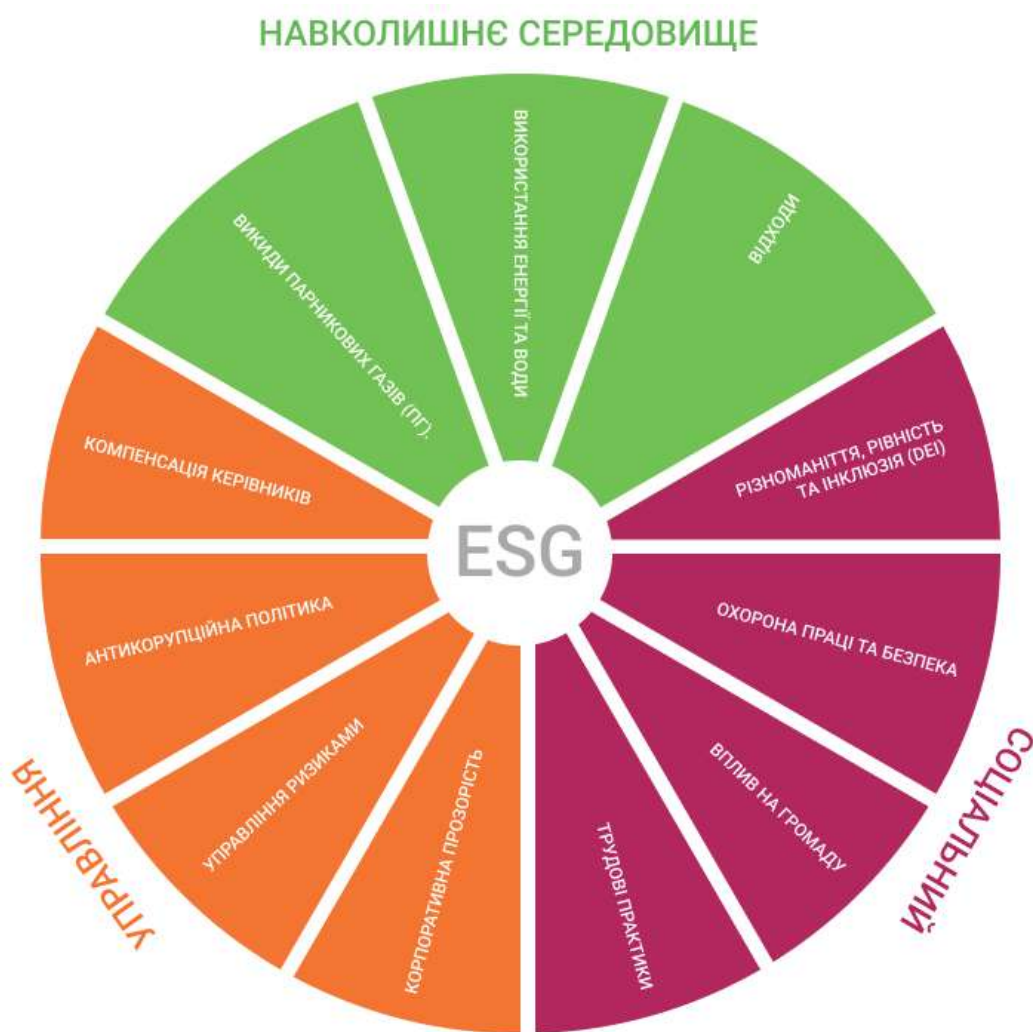 НАВКОЛИШНЄ СЕРЕДОВИЩЕ
ВИКИДИ ПАРНИКОВИХ ГАЗІВ (ПГ).
ВИКОРИСТАННЯ ЕНЕРГІЇ ТА ВОДИ
ВІДХОДИ
РІЗНОМАНІТТЯ, РІВНІСТЬ
ТА ІНКЛЮЗІЯ (DEI)
ОХОРОНА ПРАЦІ ТА БЕЗПЕКА
ВПЛИВ НА ГРОМАДУ
ТРУДОВІ ПРАКТИКИ
СОЦІАЛЬНИЙ
КОРПОРАТИВНА ПРОЗОРІСТЬ
УПРАВЛІННЯ РИЗИКАМИ
АНТИКОРУПЦІЙНА ПОЛІТИКА
КОМПЕНСАЦІЯ КЕРІВНИКІВ
УПРАВЛІННЯ
ESG